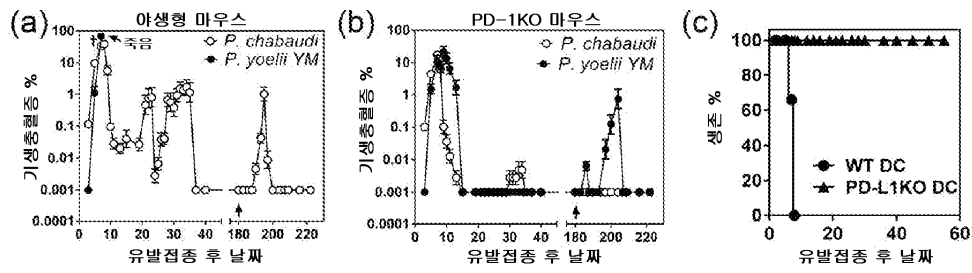 (a) 야생형 마우스
기생충혈증 %
100
10
1
0.1
0.01
0.001
0.0001
† 죽음
P. chabaudi
P. yoelii YM
0 10 20 30 40 180 200 220
유발접종 후 날짜
(b) PD-1KO 마우스
기생충혈증 %
100
10
1
0.1
0.01
0.001
0.0001
P. chabaudi
P. yoelii YM
0 10 20 30 40 180 200 220
유발접종 후 날짜
(c)
생존 %
100
80
60
40
20
0
WT DC
PD-L1KO DC
0 20 40 60
유발접종 후 날짜